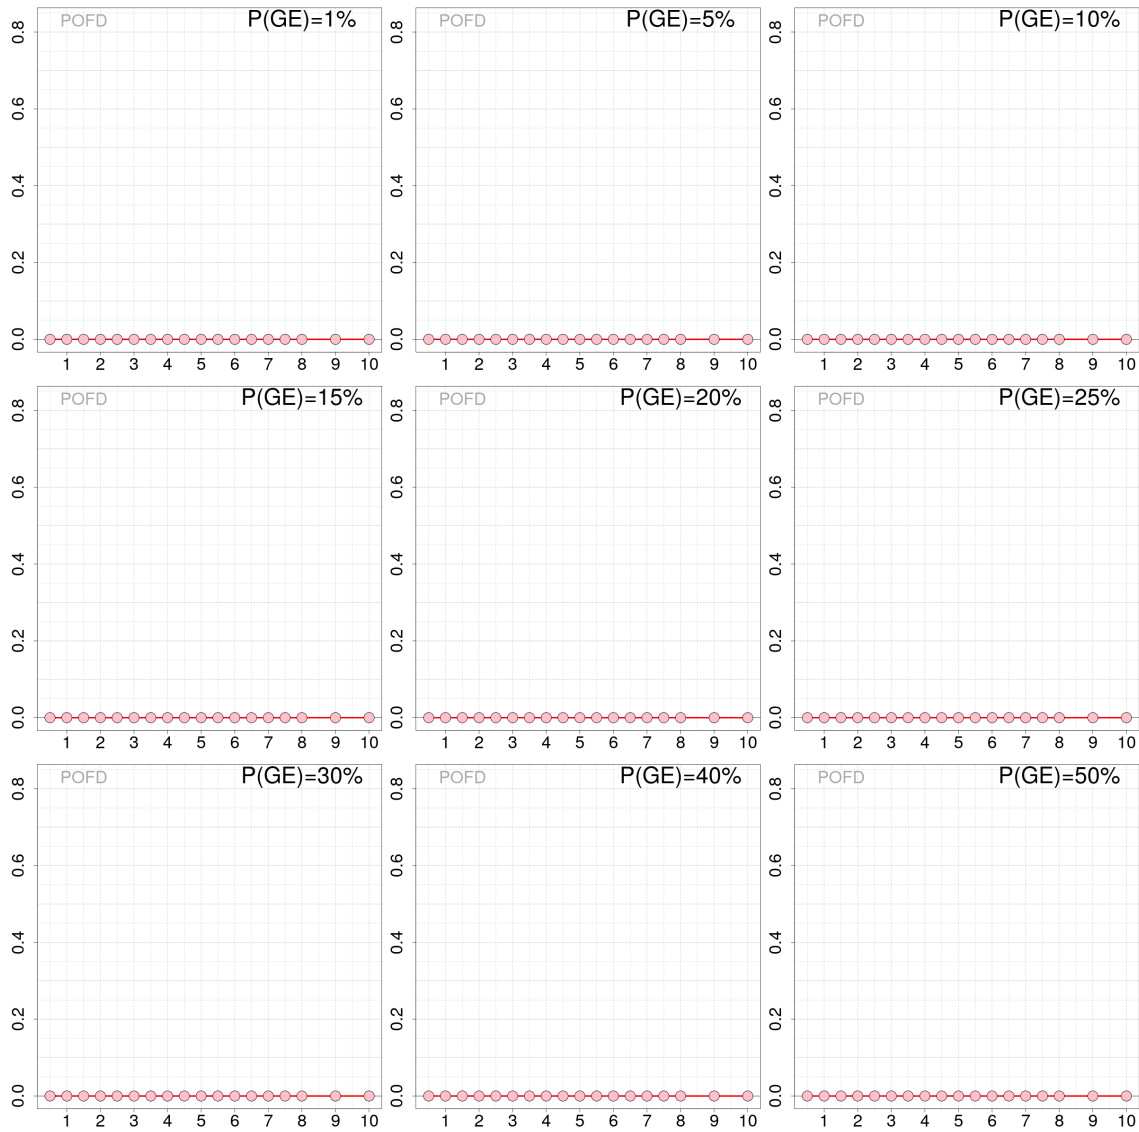 POFD P(GE)=1% POFD P(GE)=5% POFD P(GE)=10%
0.8 0.8 0.8
0.6 0.6 0.6
0.4 0.4 0.4
0.2 0.2 0.2
0.0 0.0 0.0
1 2 3 4 5 6 7 8 9 10 1 2 3 4 5 6 7 8 9 10 1 2 3 4 5 6 7 8 9 10
POFD P(GE)=15% POFD P(GE)=20% POFD P(GE)=25%
0.8 0.8 0.8
0.6 0.6 0.6
0.4 0.4 0.4
0.2 0.2 0.2
0.0 0.0 0.0
1 2 3 4 5 6 7 8 9 10 1 2 3 4 5 6 7 8 9 10 1 2 3 4 5 6 7 8 9 10
POFD P(GE)=30% POFD P(GE)=40% POFD P(GE)=50%
0.8 0.8 0.8
0.6 0.6 0.6
0.4 0.4 0.4
0.2 0.2 0.2
0.0 0.0 0.0
1 2 3 4 5 6 7 8 9 10 1 2 3 4 5 6 7 8 9 10 1 2 3 4 5 6 7 8 9 10